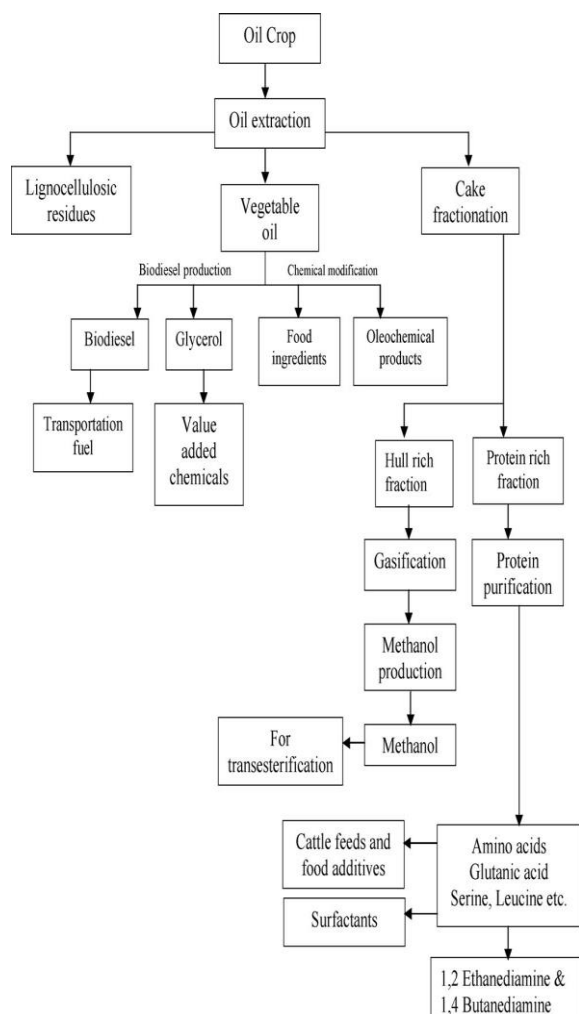 Oil Crop
Oil extraction
Lignocellulosic
residues
Vegetable
oil
Cake
fractionation
Biodiesel production
Chemical modification
Biodiesel
Glycerol
Food
ingredients
Oleochemical
products
Transportation
fuel
Value
added
chemicals
Hull rich
fraction
Protein rich
fraction
Gasification
Protein
purification
Methanol
production
For
transesterification
Methanol
Cattle feeds and
food additives
Amino acids
Glutanic acid
Serine, Leucine etc.
Surfactants
1,2 Ethanediamine &
1,4 Butanediamine